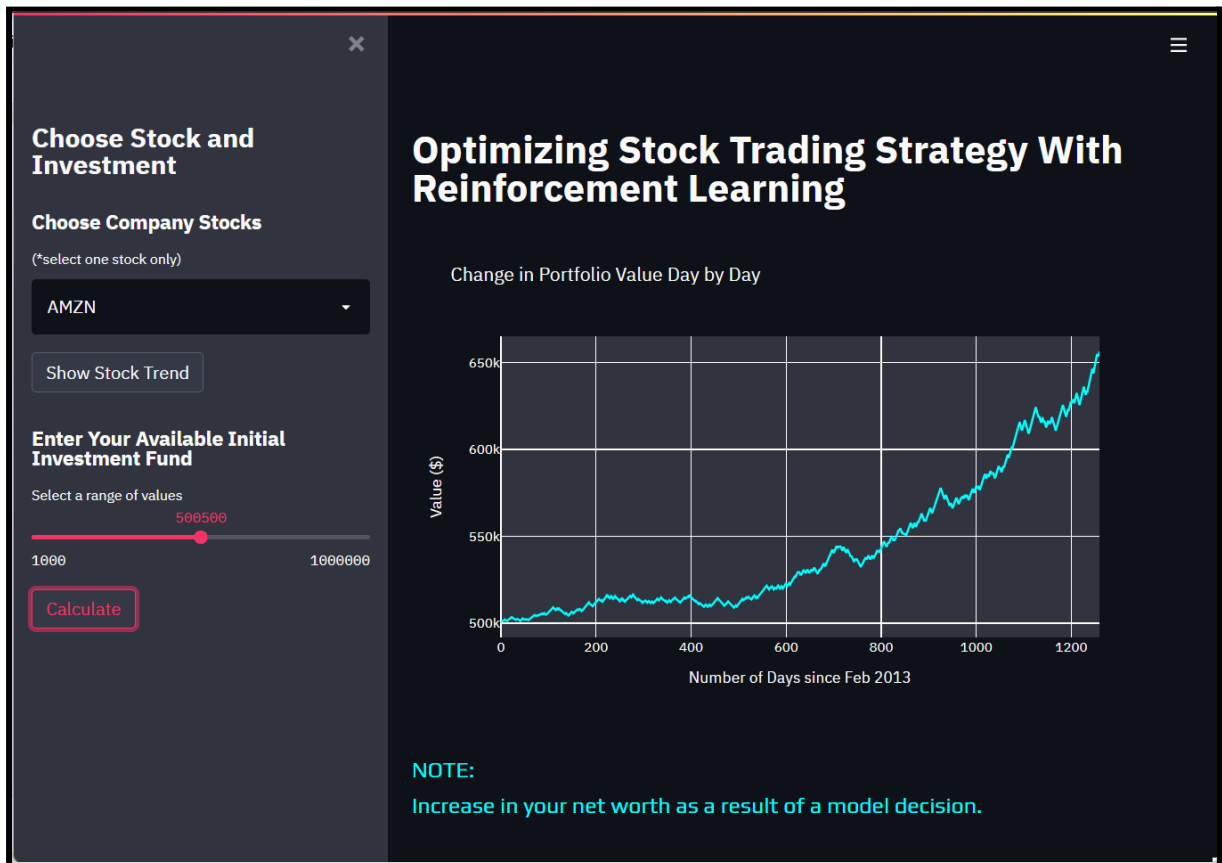 Choose Stock and
Investment
Choose Company Stocks
(*select one stock only)
AMZN
Show Stock Trend
Enter Your Available Initial
Investment Fund
Select a range of values
500500
1000 1000000
Calculate
Optimizing Stock Trading Strategy With
Reinforcement Learning
Change in Portfolio Value Day by Day
650k
600k
550k
500k
Value ($)
0 200 400 600 800 1000 1200
Number of Days since Feb 2013
NOTE:
Increase in your net worth as a result of a model decision.